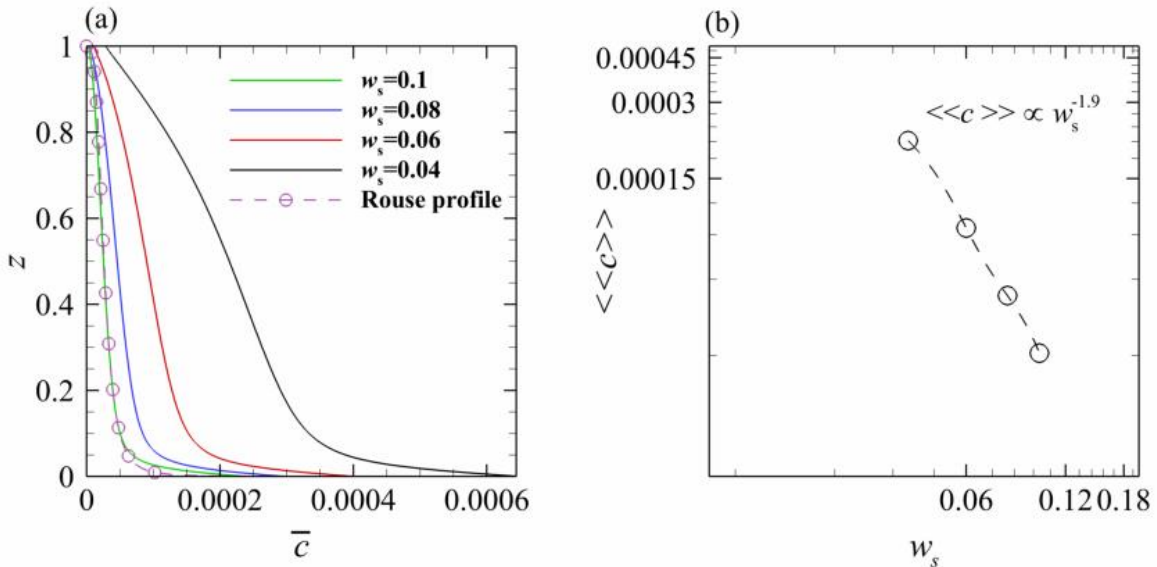 (a)
1
0.8
0.6
0.4
0.2
0
z
w_s=0.1
w_s=0.08
w_s=0.06
w_s=0.04
Rouse profile
0 0.0002 0.0004 0.0006
c̅
(b)
0.00045
0.0003
0.00015
<<c>>
<<c >> ∝ w_s^-1.9
0.06 0.12 0.18
w_s